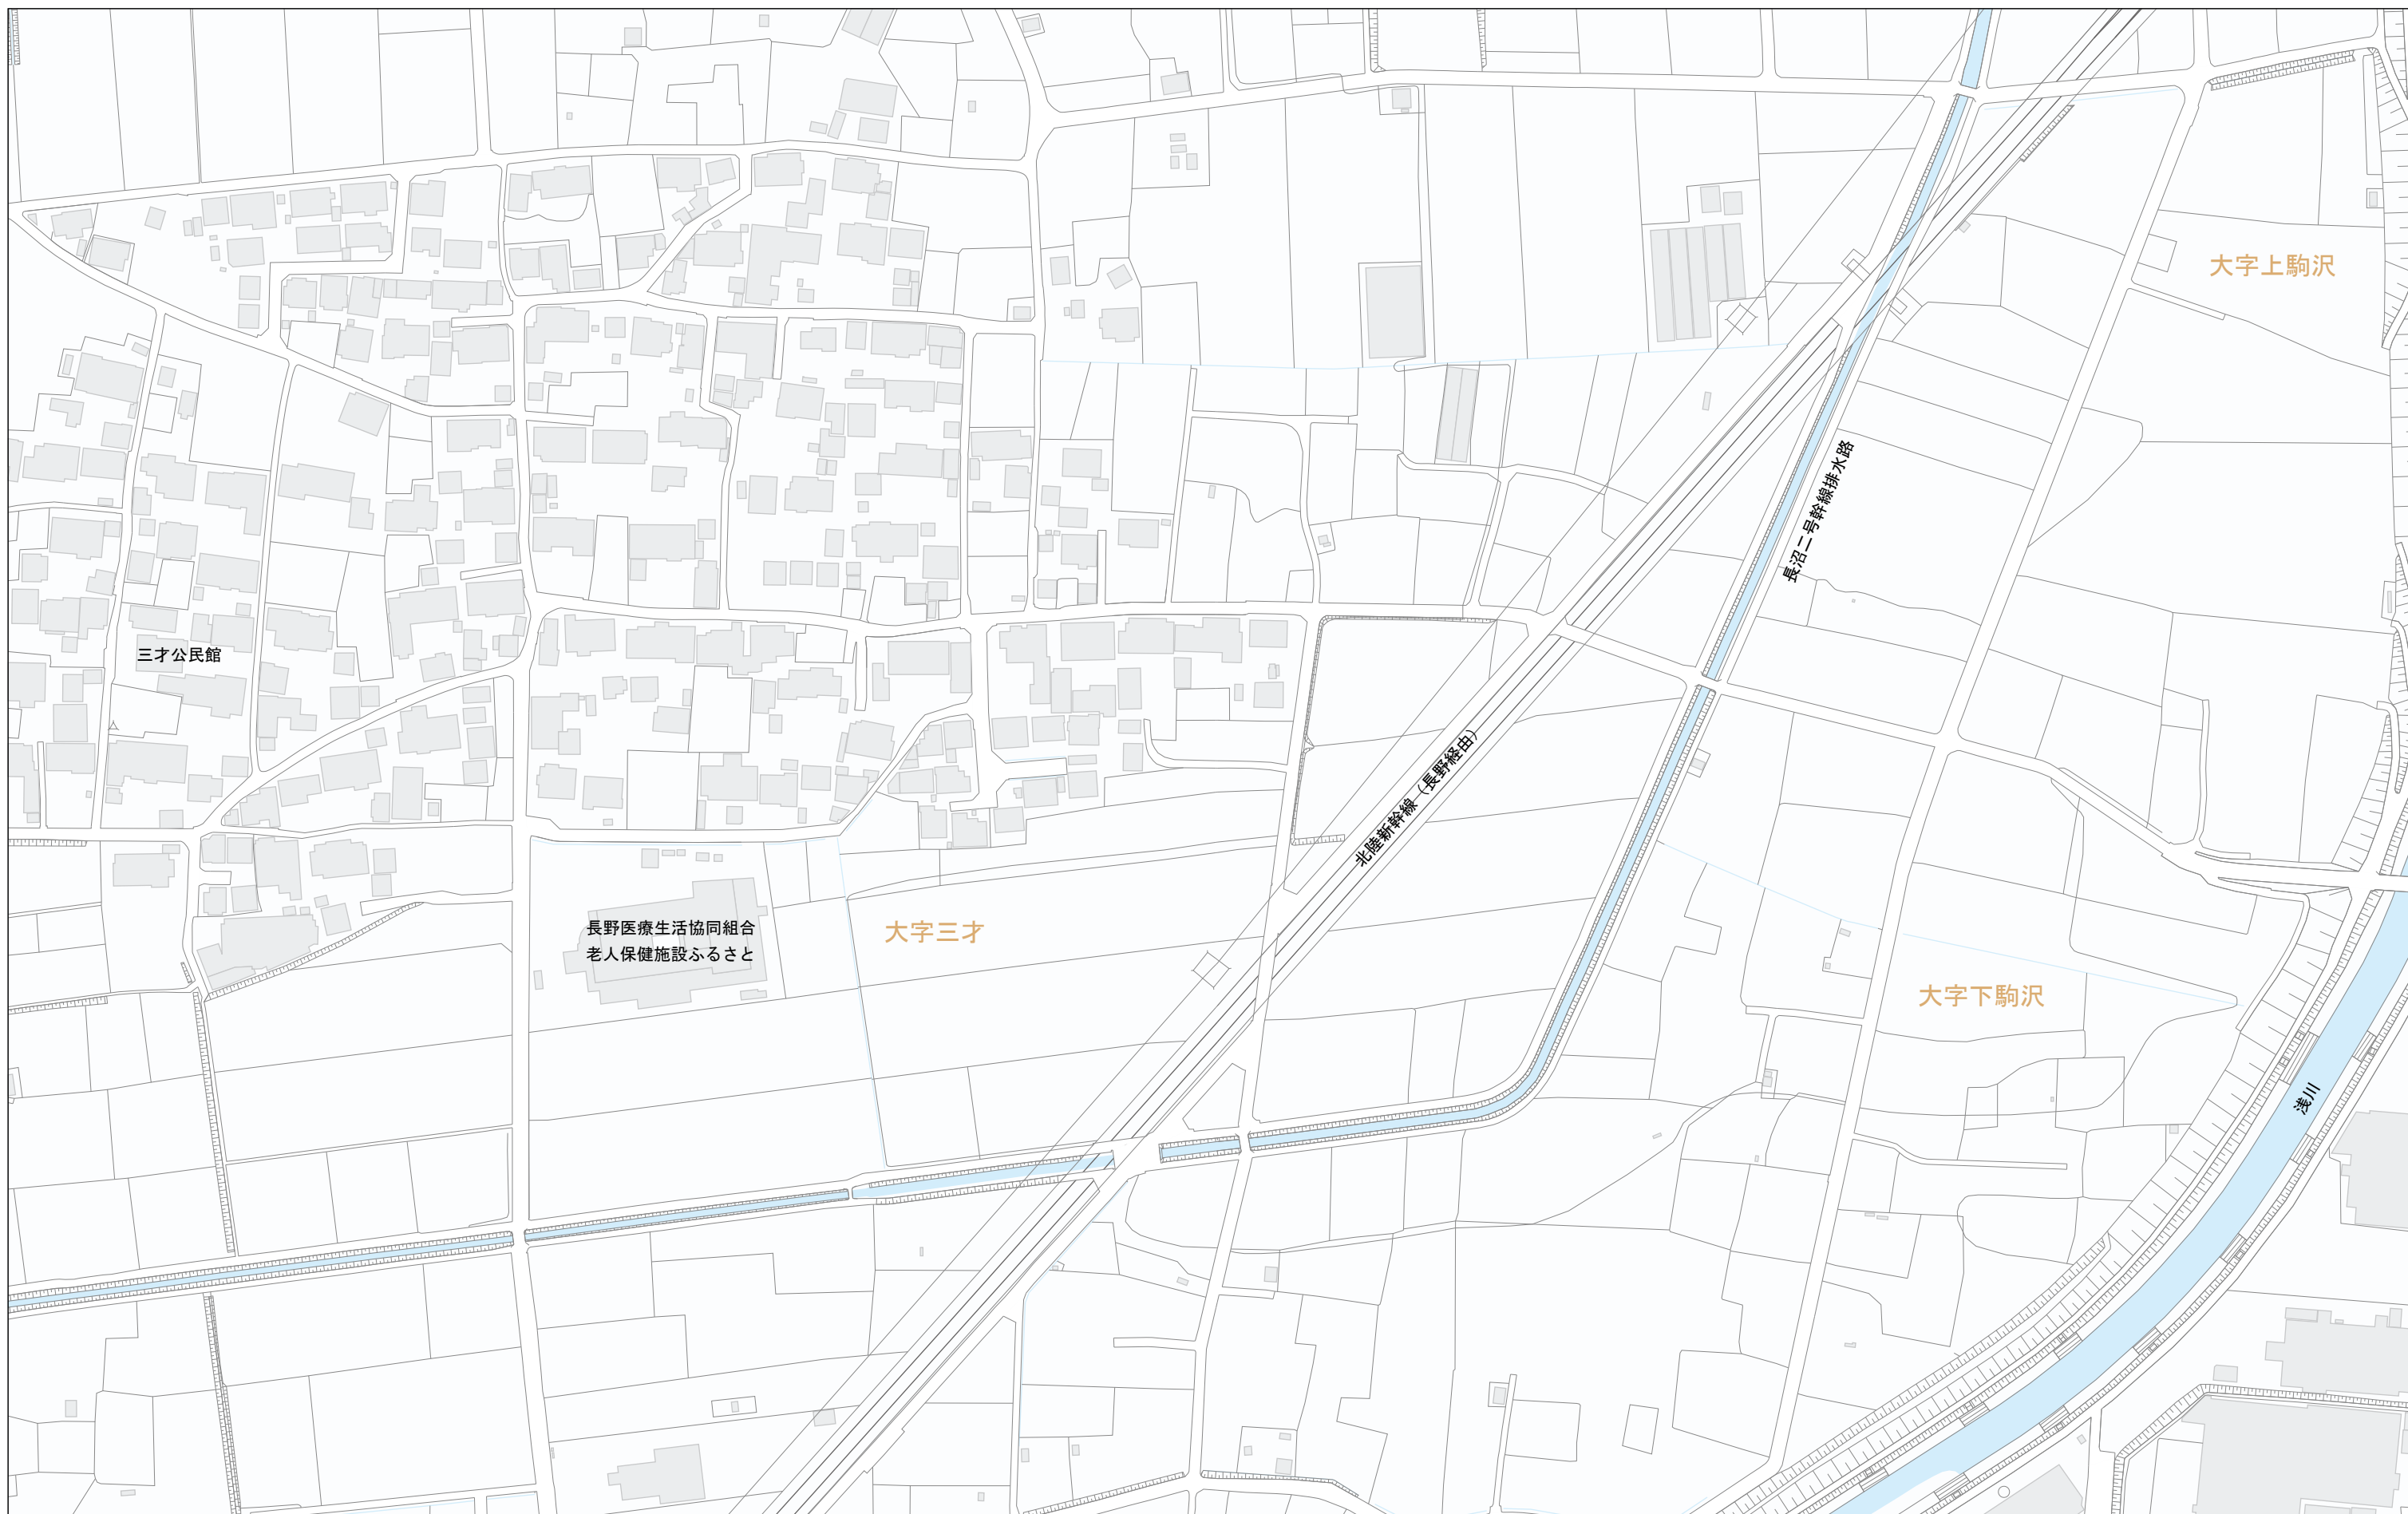 大字上駒沢
長沼二号幹線排水路
三才公民館
北陸新幹線（長野経由）
長野医療生活協同組合
老人保健施設ふるさと
大字三才
大字下駒沢
浅川